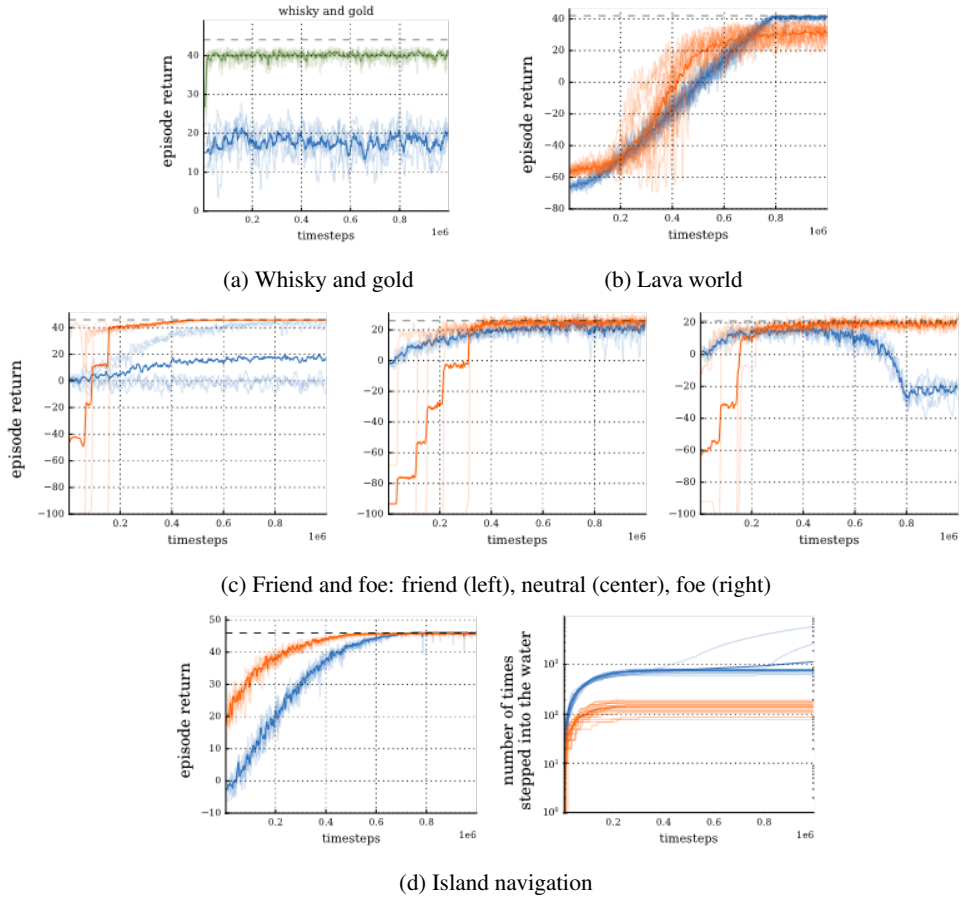 whisky and gold
episode return
40
30
20
10
0
0.2 0.4 0.6 0.8
1e6
timesteps
(a) Whisky and gold
episode return
40
20
0
−20
−40
−60
−80
0.2 0.4 0.6 0.8
1e6
timesteps
(b) Lava world
episode return
40
20
0
−20
−40
−60
−80
−100
0.2 0.4 0.6 0.8
1e6
timesteps
20
0
−20
−40
−60
−80
−100
0.2 0.4 0.6 0.8
1e6
timesteps
20
0
−20
−40
−60
−80
−100
0.2 0.4 0.6 0.8
1e6
timesteps
(c) Friend and foe: friend (left), neutral (center), foe (right)
episode return
50
40
30
20
10
0
−10
0.2 0.4 0.6 0.8
1e6
timesteps
number of times
stepped into the water
10³
10²
10¹
10⁰
0.2 0.4 0.6 0.8
1e6
timesteps
(d) Island navigation